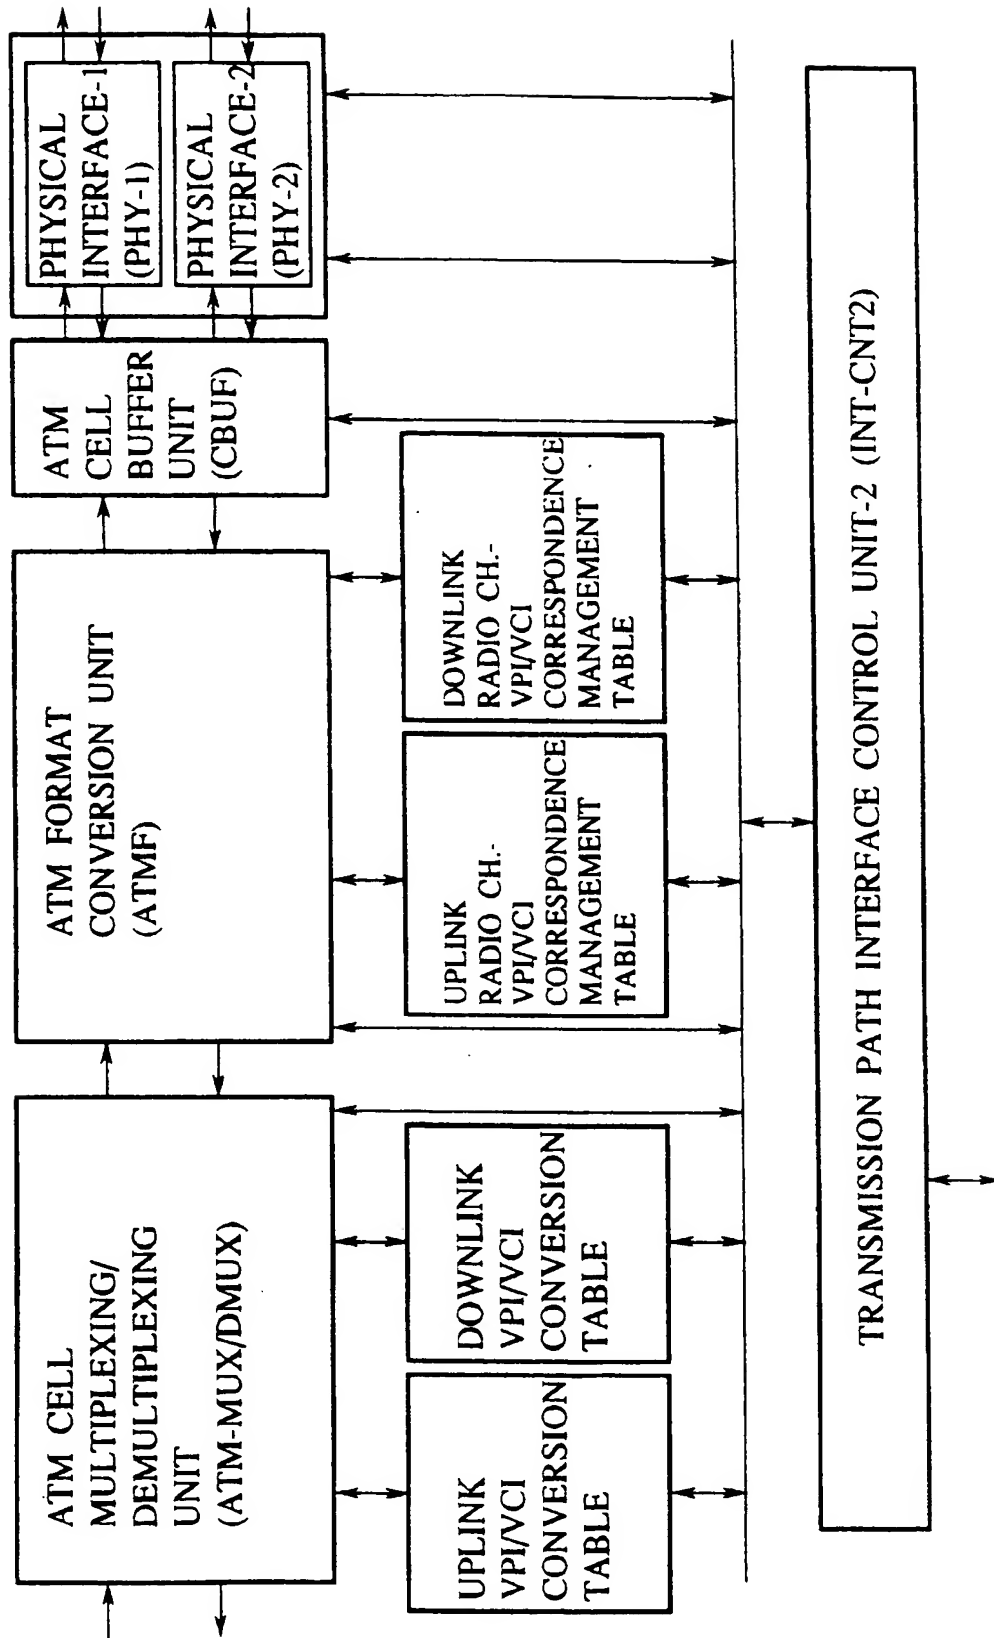 ATM CELL
MULTIPLEXING/
DEMULTIPLEXING
UNIT
(ATM-MUX/DMUX)
ATM FORMAT
CONVERSION UNIT
(ATMF)
ATM
CELL
BUFFER
UNIT
(CBUF)
PHYSICAL
INTERFACE-1
(PHY-1)
PHYSICAL
INTERFACE-2
(PHY-2)
UPLINK
VPI/VCI
CONVERSION
TABLE
DOWNLINK
VPI/VCI
CONVERSION
TABLE
UPLINK
RADIO CH.-
VPI/VCI
CORRESPONDENCE
MANAGEMENT
TABLE
DOWNLINK
RADIO CH.-
VPI/VCI
CORRESPONDENCE
MANAGEMENT
TABLE
TRANSMISSION PATH INTERFACE CONTROL UNIT-2 (INT-CNT2)